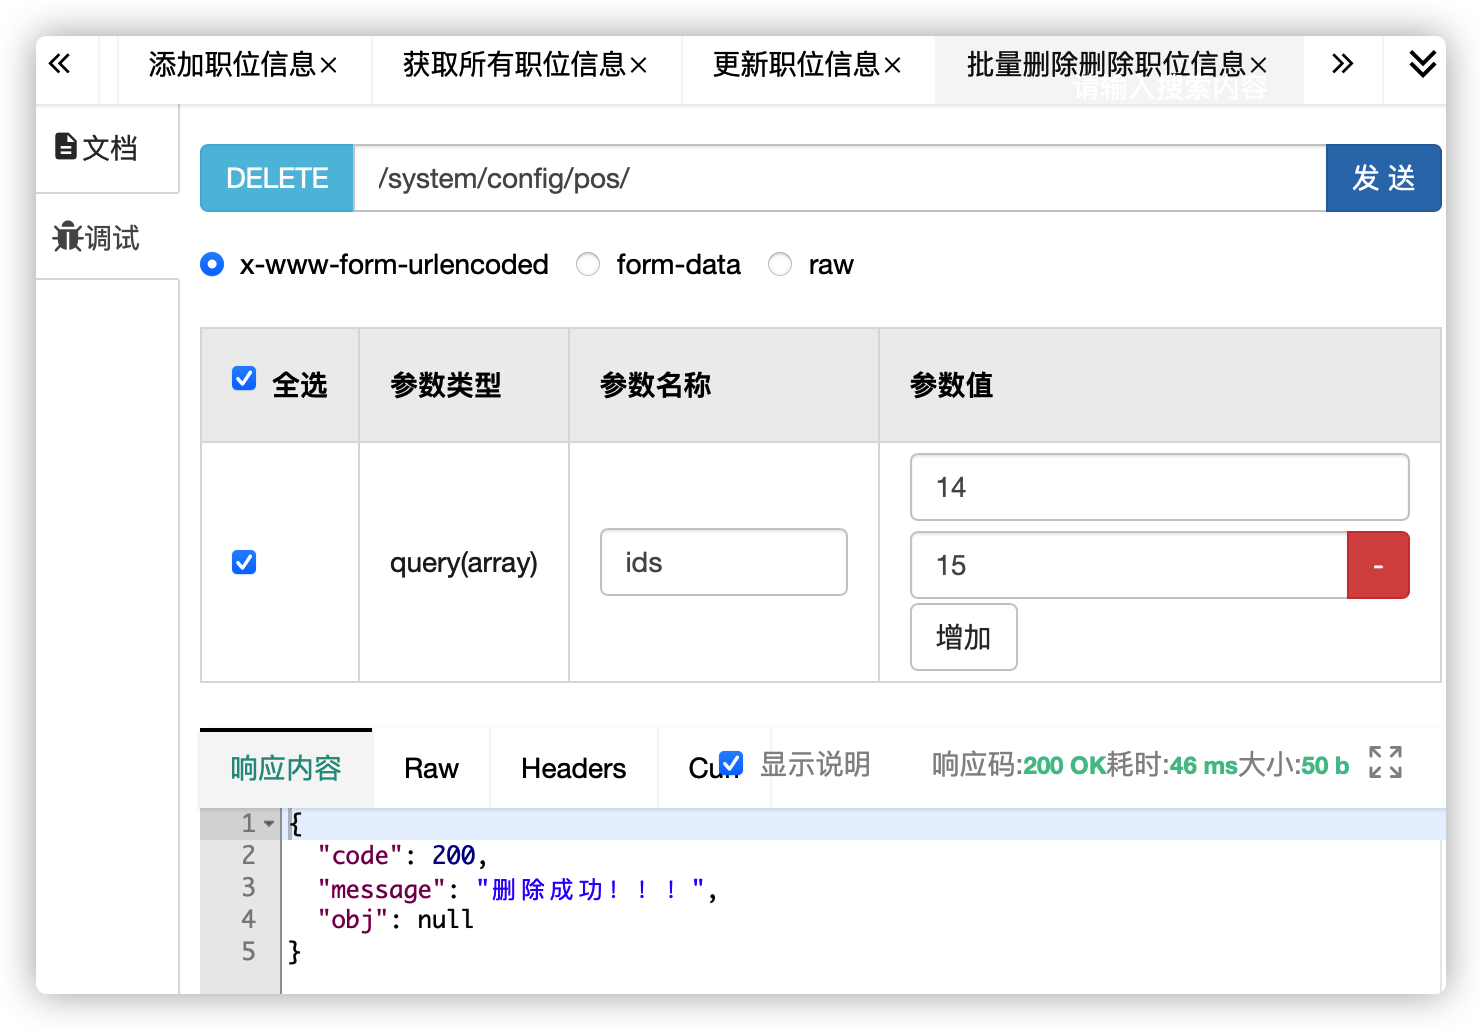 添加职位信息×
获取所有职位信息×
更新职位信息×
批量删除删除职位信息×
请输入搜索内容
文档
调试
DELETE
/system/config/pos/
发 送
x-www-form-urlencoded
form-data
raw
全选
参数类型
参数名称
参数值
query(array)
ids
14
15
-
增加
响应内容
Raw
Headers
显示说明
响应码:200 OK耗时:46 ms大小:50 b
1 {
2 "code": 200,
3 "message": "删除成功！！！",
4 "obj": null
5 }